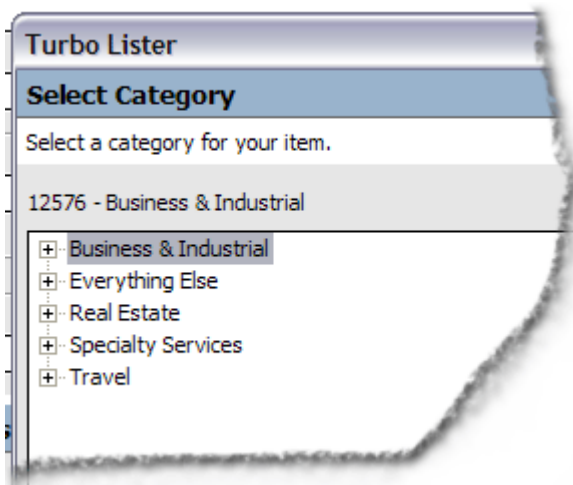 Turbo Lister
Select Category
Select a category for your item.
12576 - Business & Industrial
Business & Industrial
Everything Else
Real Estate
Specialty Services
Travel